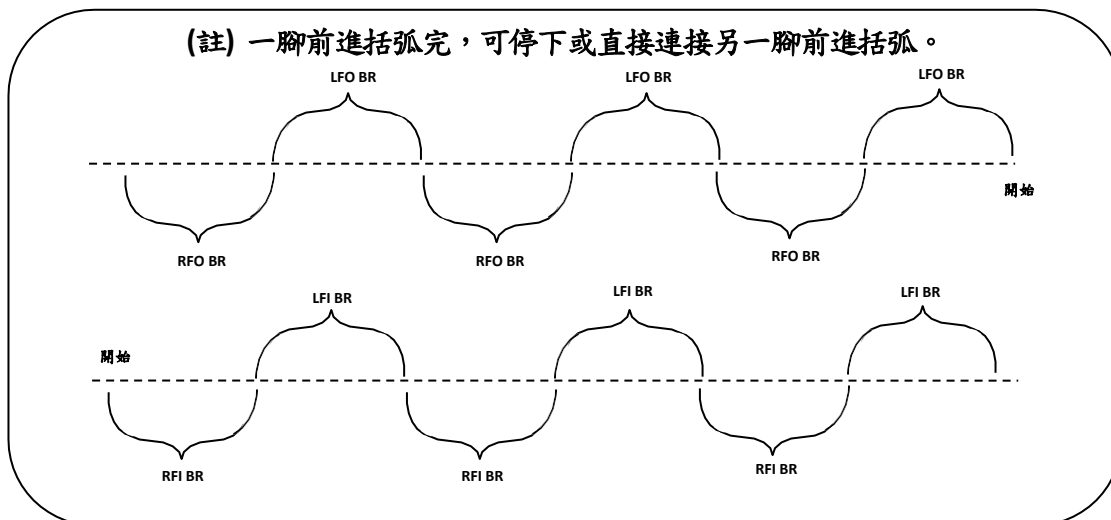 (註) 一腳前進括弧完，可停下或直接連接另一腳前進括弧。
LFO BR LFO BR LFO BR
開始
RFO BR RFO BR RFO BR
LFI BR LFI BR LFI BR
開始
RFI BR RFI BR RFI BR